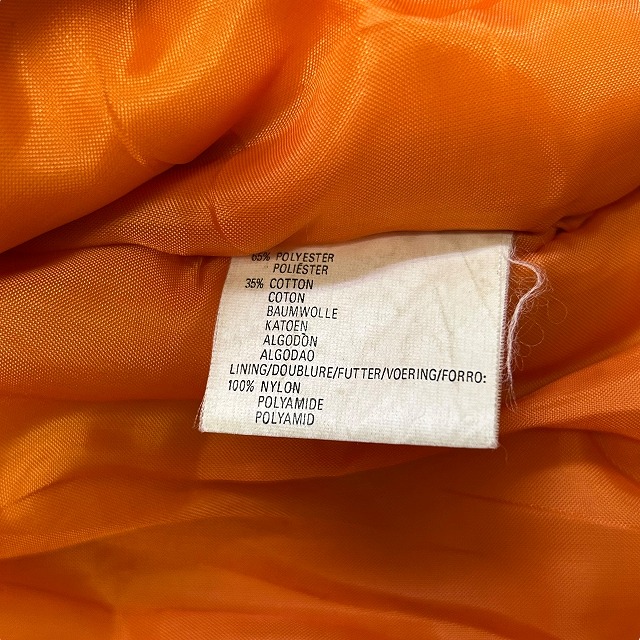 65% POLYESTER
POLIÉSTER
35% COTTON
COTON
BAUMWOLLE
KATOEN
ALGODÒN
ALGODAO
LINING/DOUBLURE/FUTTER/VOERING/FORRO:
100% NYLON
POLYAMIDE
POLYAMID